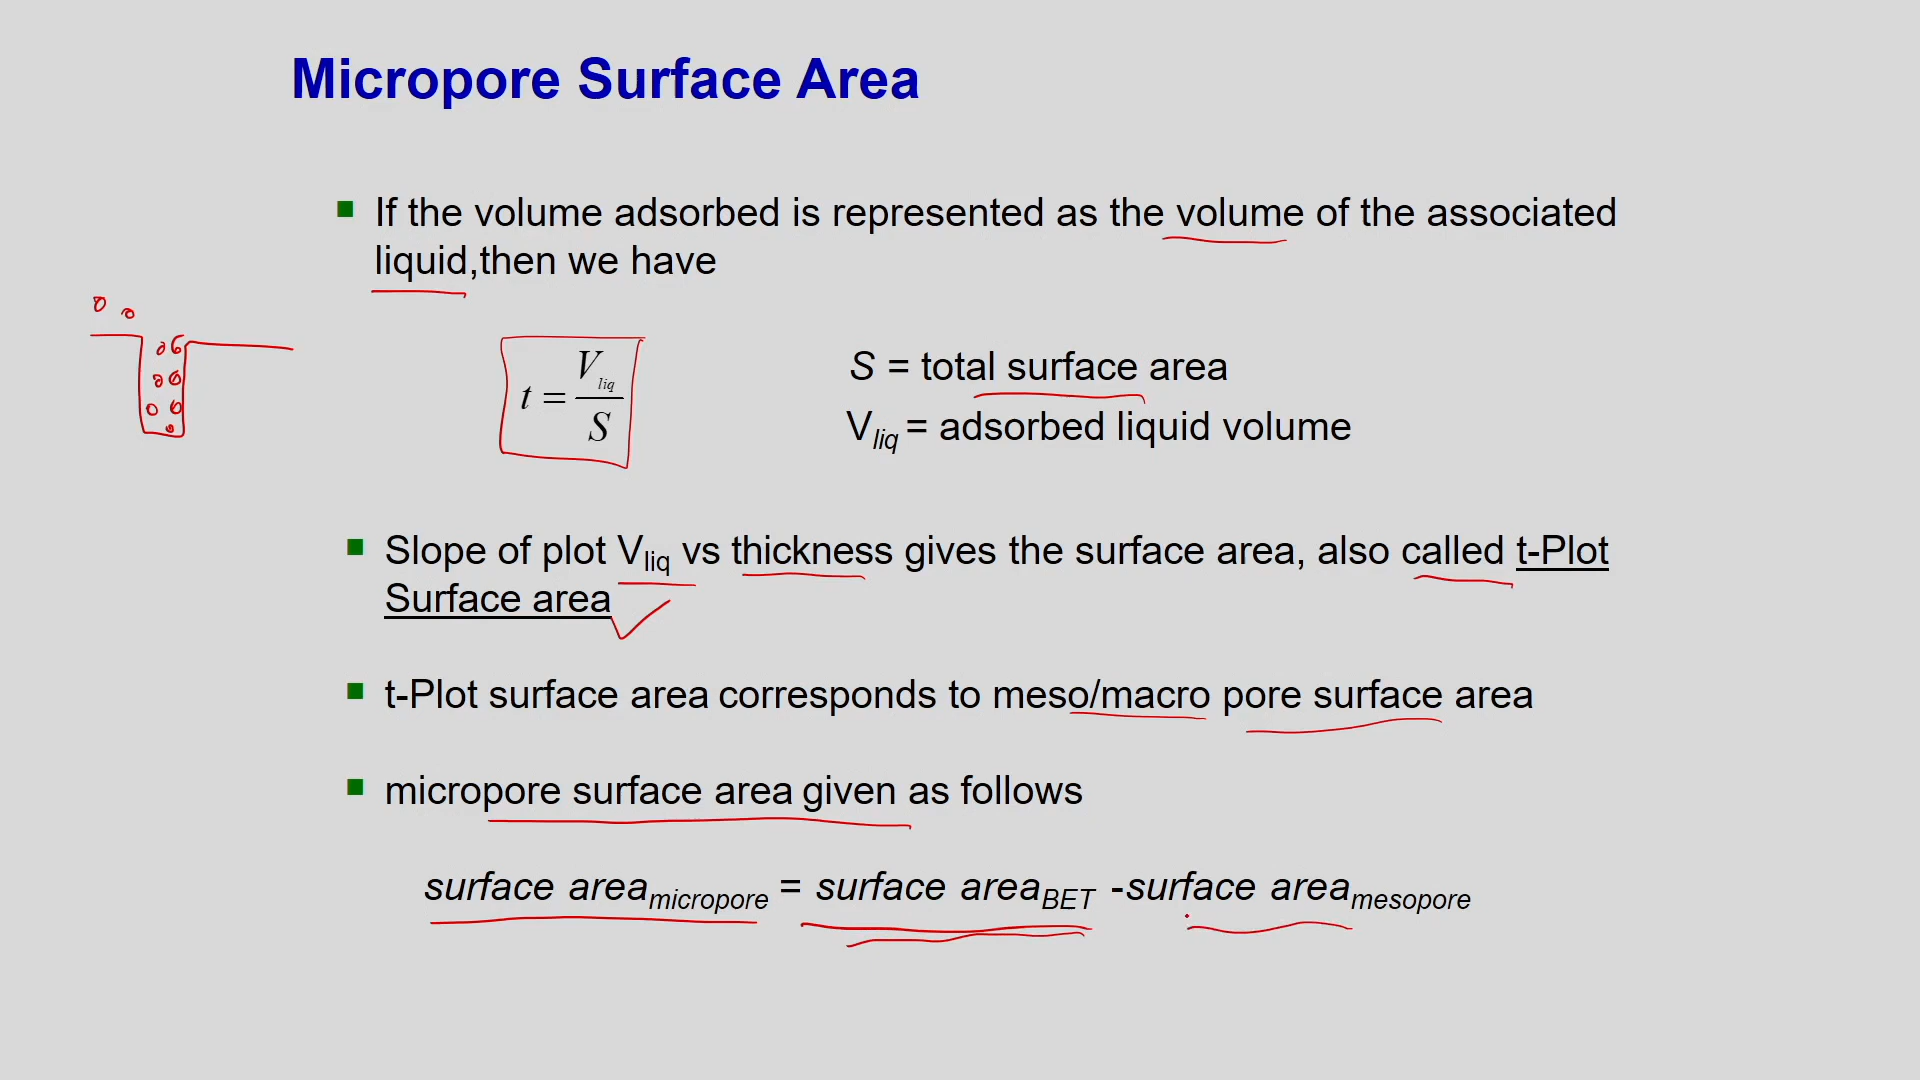 Micropore Surface Area
If the volume adsorbed is represented as the volume of the associated
liquid,then we have
t = V_liq / S
S = total surface area
V_liq = adsorbed liquid volume
Slope of plot V_liq vs thickness gives the surface area, also called t-Plot
Surface area
t-Plot surface area corresponds to meso/macro pore surface area
micropore surface area given as follows
surface area_micropore = surface area_BET -surface area_mesopore